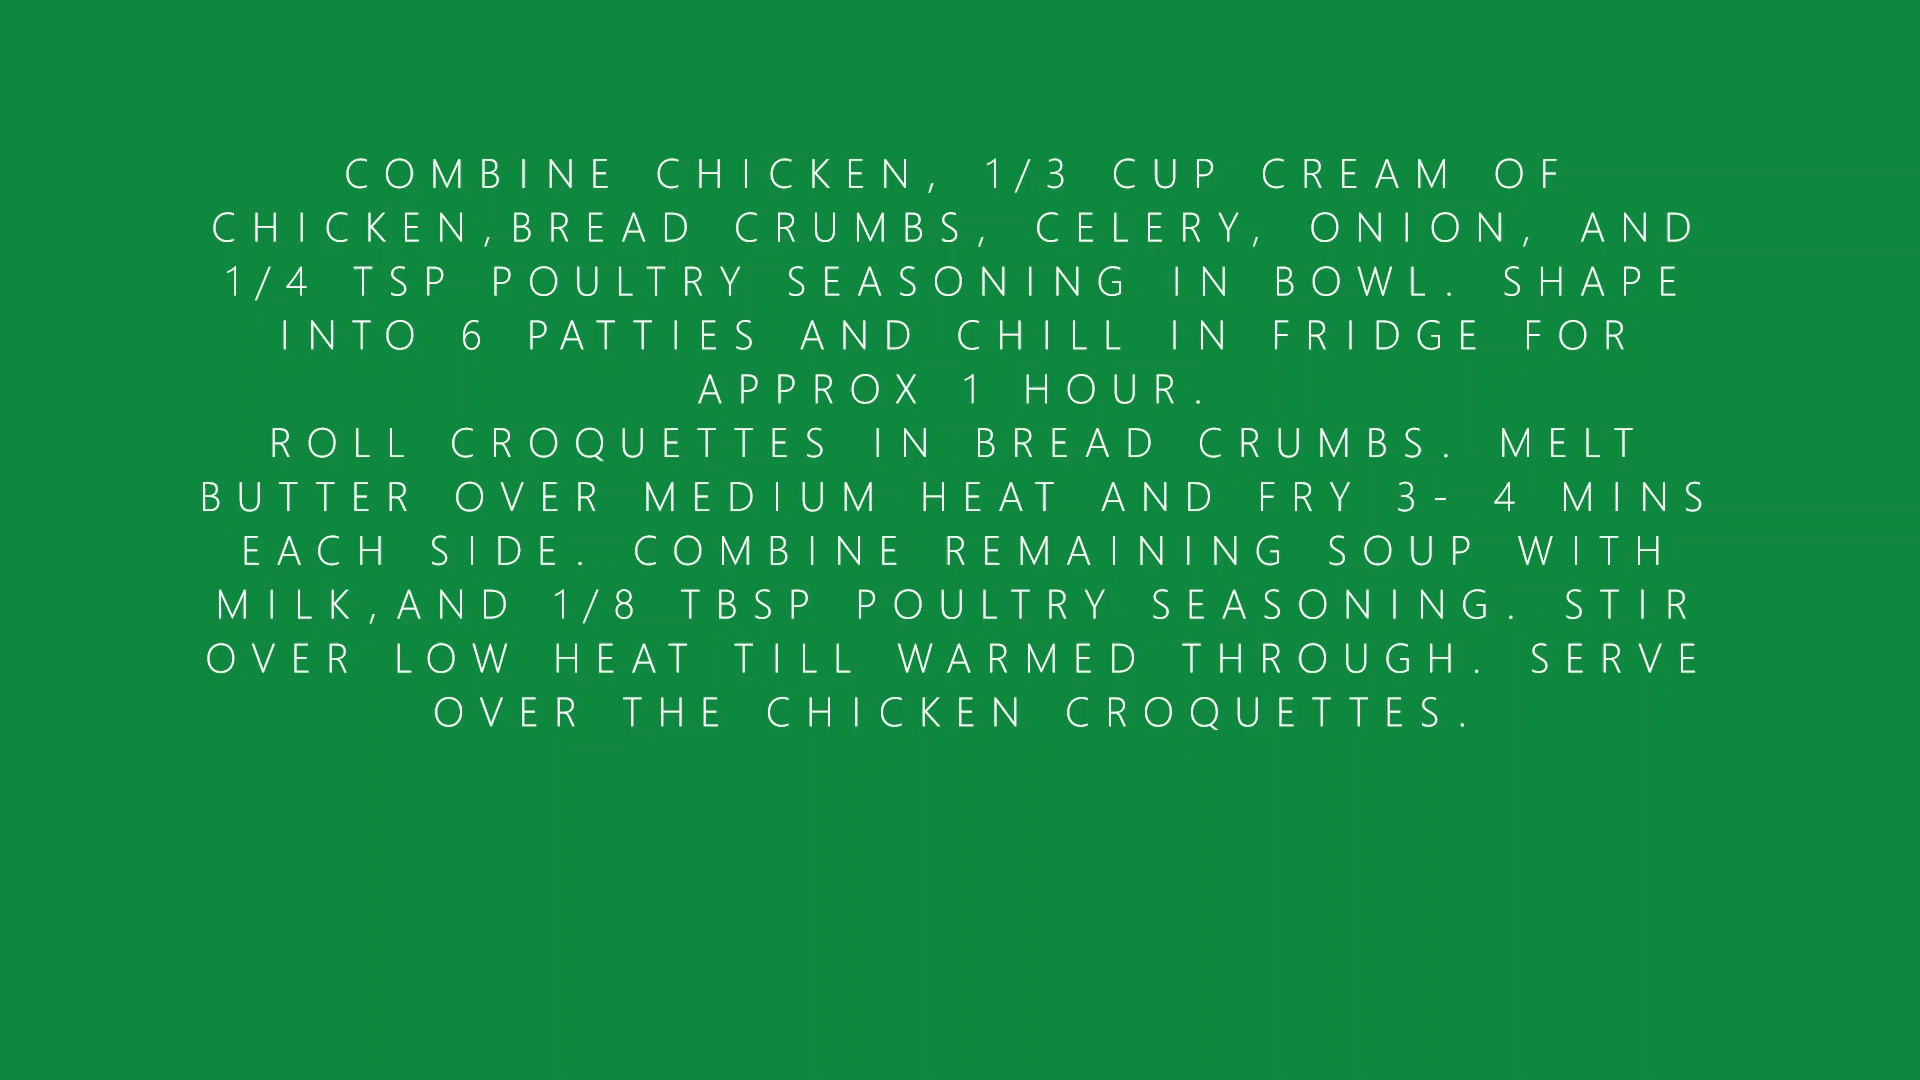 COMBINE CHICKEN, 1/3 CUP CREAM OF
CHICKEN,BREAD CRUMBS, CELERY, ONION, AND
1/4 TSP POULTRY SEASONING IN BOWL. SHAPE
INTO 6 PATTIES AND CHILL IN FRIDGE FOR
APPROX 1 HOUR.
ROLL CROQUETTES IN BREAD CRUMBS. MELT
BUTTER OVER MEDIUM HEAT AND FRY 3- 4 MINS
EACH SIDE. COMBINE REMAINING SOUP WITH
MILK,AND 1/8 TBSP POULTRY SEASONING. STIR
OVER LOW HEAT TILL WARMED THROUGH. SERVE
OVER THE CHICKEN CROQUETTES.